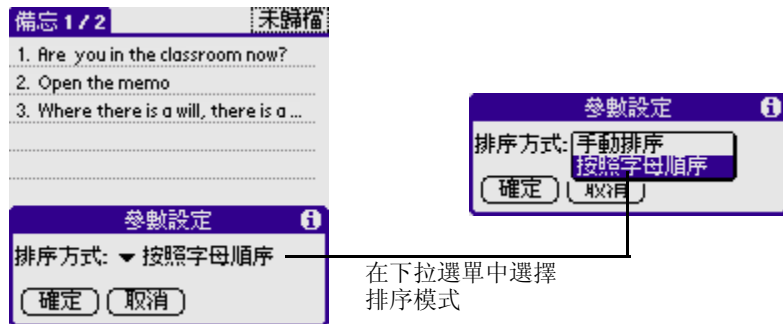 備忘 1 / 2 未歸檔
1. Are you in the classroom now?
2. Open the memo
3. Where there is a will, there is a ...
參數設定
排序方式: 按照字母順序
確定 取消
參數設定
排序方式: 手動排序
按照字母順序
確定 取消
在下拉選單中選擇
排序模式